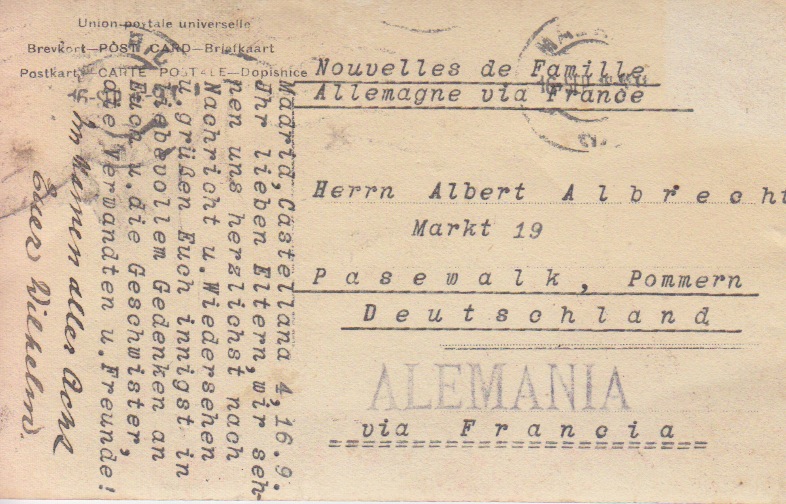 Union postale universelle
Brevkort—POST CARD—Briefkaart
Postkarte—CARTE POSTALE—Dopisnice
Nouvelles de Famille
Allemagne via France
Herrn Albert Albrecht
Markt 19
Pasewalk, Pommern
Deutschland
ALEMANIA
via Francia
Madrid, Castellana 4, 16.9.
Ihr lieben Eltern, wir seh-
nen uns herzlichst nach
Nachricht u. Wiedersehen
u. grüßen Euch innigst in
liebevollem Gedenken an
Euch u. die Geschwister,
die Verwandten u. Freunde!
Im Namen aller Acht
Euer Wilhelm.